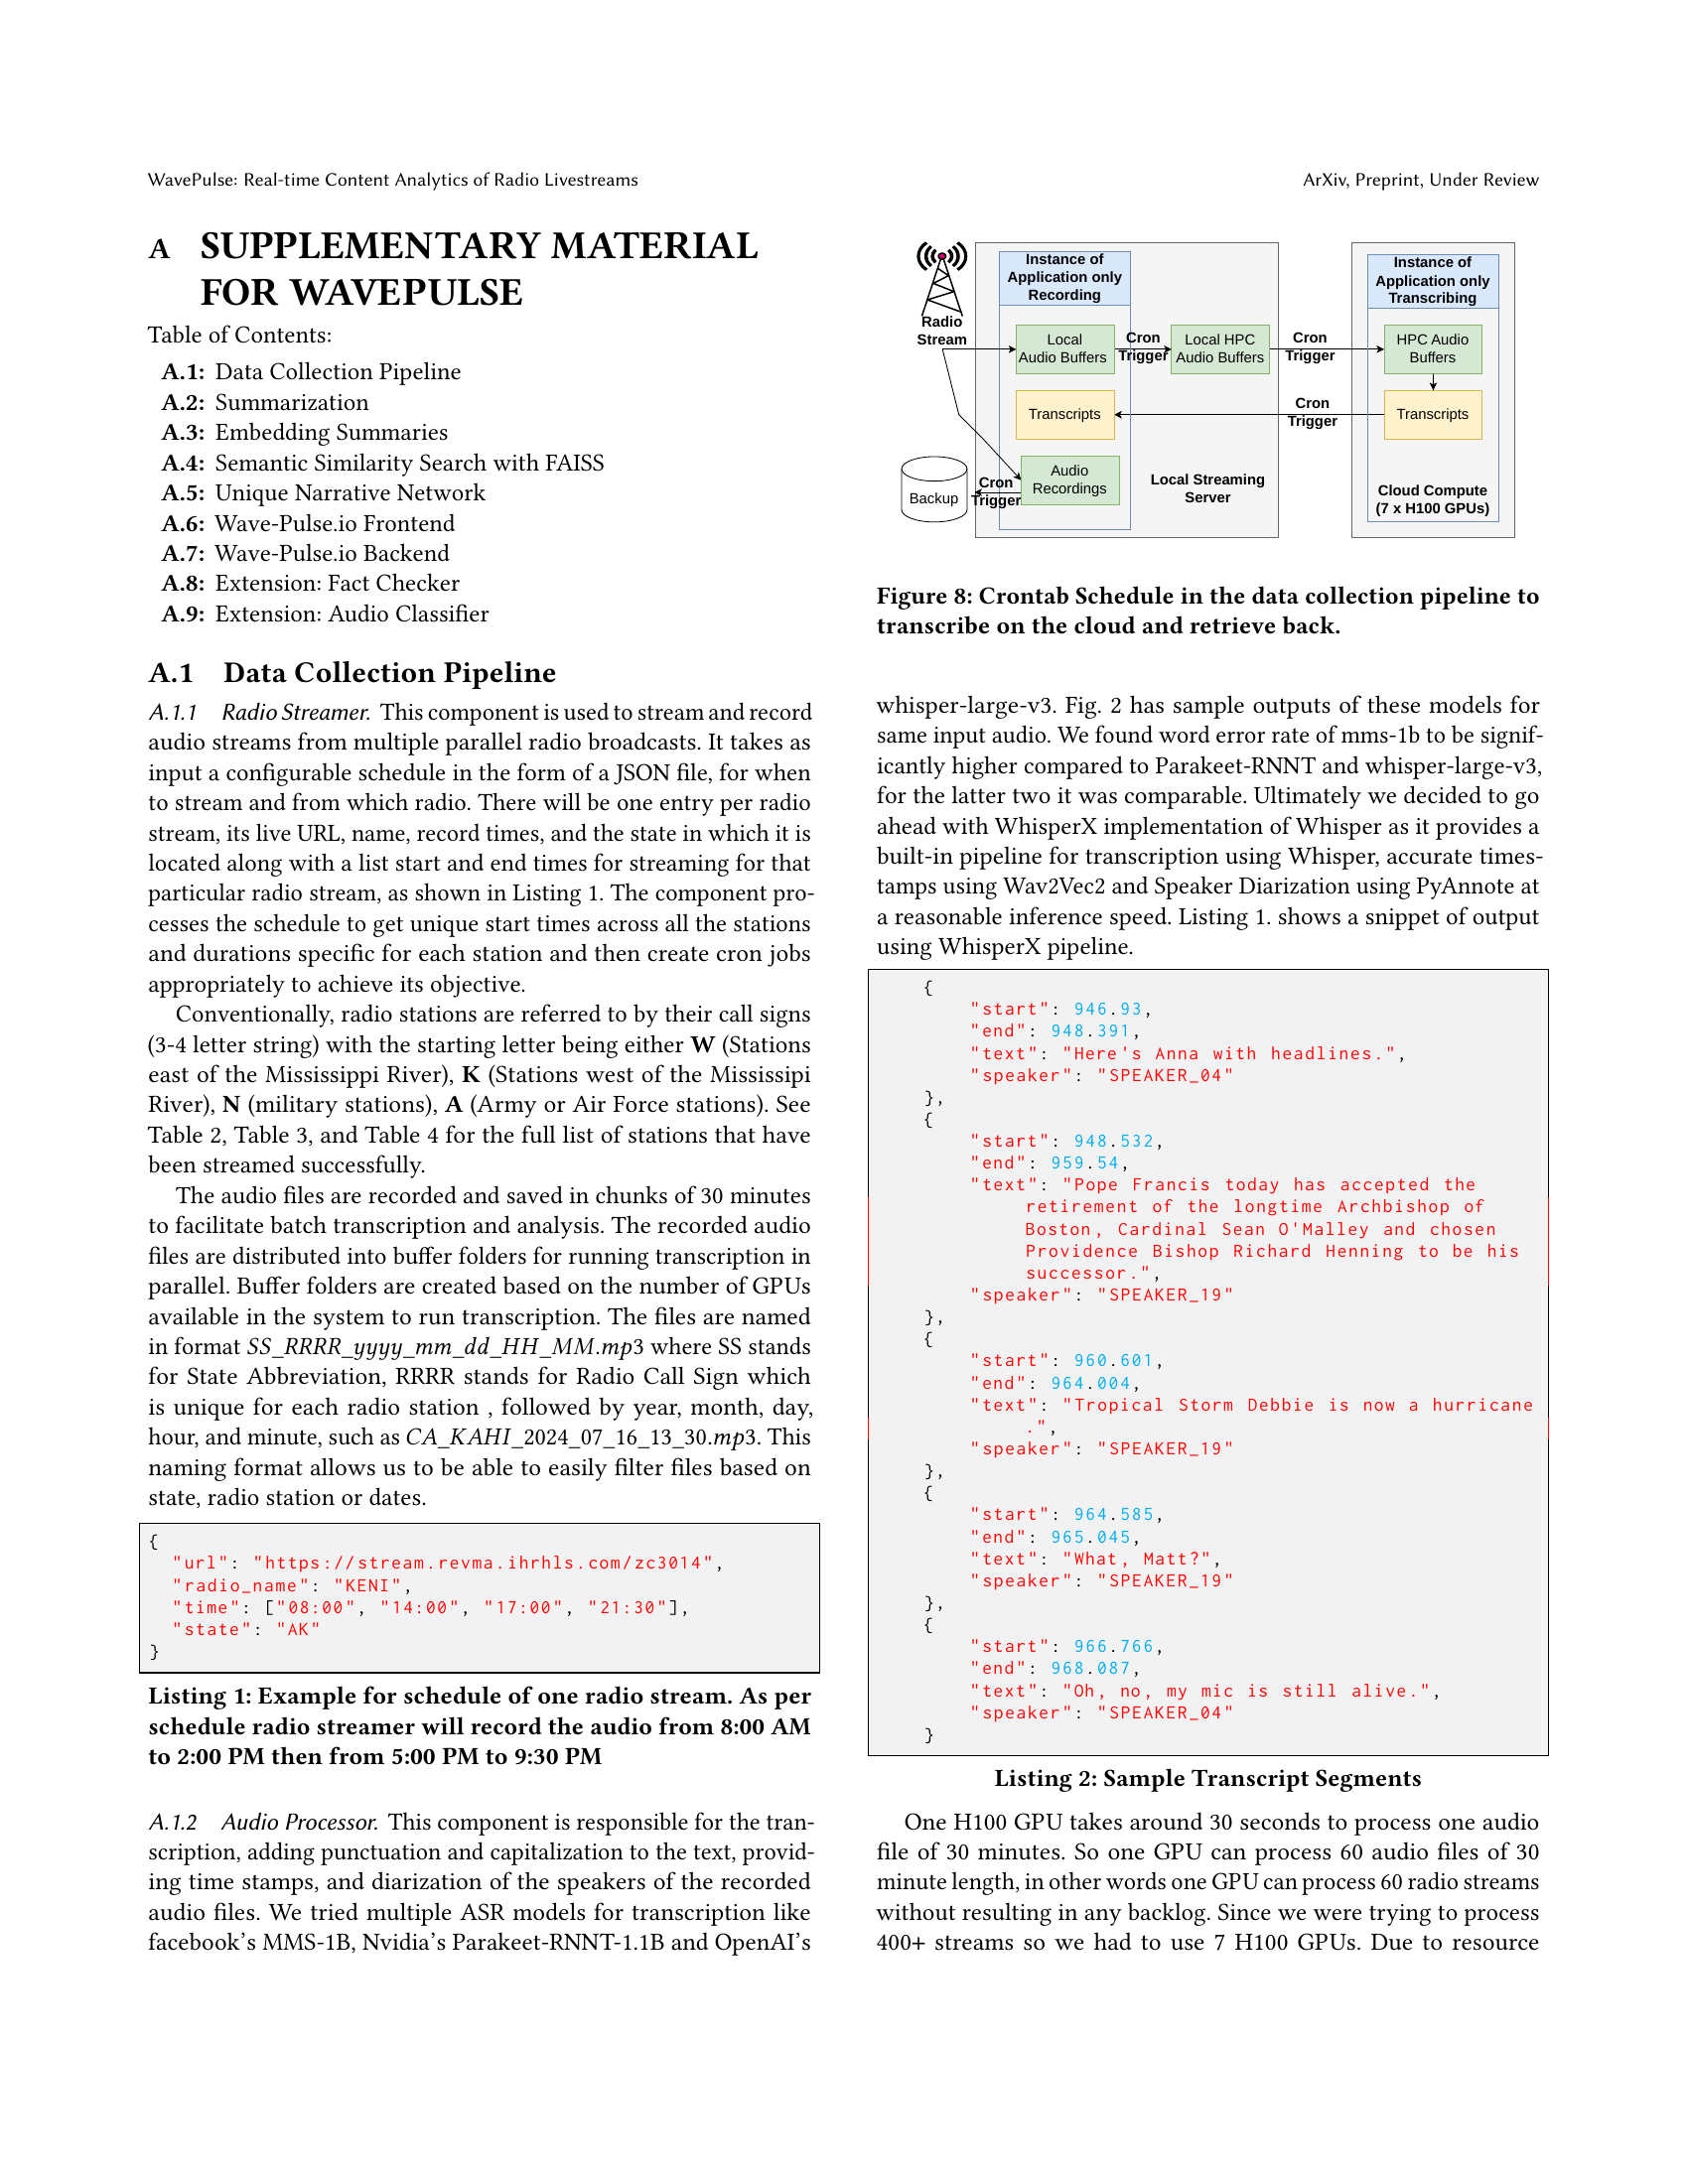 WavePulse: Real-time Content Analytics of Radio Livestreams
ArXiv, Preprint, Under Review
A SUPPLEMENTARY MATERIAL
FOR WAVEPULSE
Table of Contents:
A.1: Data Collection Pipeline
A.2: Summarization
A.3: Embedding Summaries
A.4: Semantic Similarity Search with FAISS
A.5: Unique Narrative Network
A.6: Wave-Pulse.io Frontend
A.7: Wave-Pulse.io Backend
A.8: Extension: Fact Checker
A.9: Extension: Audio Classifier
A.1 Data Collection Pipeline
A.1.1 Radio Streamer. This component is used to stream and record
audio streams from multiple parallel radio broadcasts. It takes as
input a configurable schedule in the form of a JSON file, for when
to stream and from which radio. There will be one entry per radio
stream, its live URL, name, record times, and the state in which it is
located along with a list start and end times for streaming for that
particular radio stream, as shown in Listing 1. The component pro-
cesses the schedule to get unique start times across all the stations
and durations specific for each station and then create cron jobs
appropriately to achieve its objective.
Conventionally, radio stations are referred to by their call signs
(3-4 letter string) with the starting letter being either W (Stations
east of the Mississippi River), K (Stations west of the Mississipi
River), N (military stations), A (Army or Air Force stations). See
Table 2, Table 3, and Table 4 for the full list of stations that have
been streamed successfully.
The audio files are recorded and saved in chunks of 30 minutes
to facilitate batch transcription and analysis. The recorded audio
files are distributed into buffer folders for running transcription in
parallel. Buffer folders are created based on the number of GPUs
available in the system to run transcription. The files are named
in format SS_RRRR_yyyy_mm_dd_HH_MM.mp3 where SS stands
for State Abbreviation, RRRR stands for Radio Call Sign which
is unique for each radio station , followed by year, month, day,
hour, and minute, such as CA_KAHI_2024_07_16_13_30.mp3. This
naming format allows us to be able to easily filter files based on
state, radio station or dates.
{
"url": "https://stream.revma.ihrhls.com/zc3014",
"radio_name": "KENI",
"time": ["08:00", "14:00", "17:00", "21:30"],
"state": "AK"
}
Listing 1: Example for schedule of one radio stream. As per
schedule radio streamer will record the audio from 8:00 AM
to 2:00 PM then from 5:00 PM to 9:30 PM
A.1.2 Audio Processor. This component is responsible for the tran-
scription, adding punctuation and capitalization to the text, provid-
ing time stamps, and diarization of the speakers of the recorded
audio files. We tried multiple ASR models for transcription like
facebook's MMS-1B, Nvidia's Parakeet-RNNT-1.1B and OpenAI's
Radio
Stream
Instance of
Application only
Recording
Local
Audio Buffers
Cron
Trigger
Local HPC
Audio Buffers
Cron
Trigger
Instance of
Application only
Transcribing
HPC Audio
Buffers
Transcripts
Cron
Trigger
Transcripts
Backup
Cron
Trigger
Audio
Recordings
Local Streaming
Server
Cloud Compute
(7 x H100 GPUs)
Figure 8: Crontab Schedule in the data collection pipeline to
transcribe on the cloud and retrieve back.
whisper-large-v3. Fig. 2 has sample outputs of these models for
same input audio. We found word error rate of mms-1b to be signif-
icantly higher compared to Parakeet-RNNT and whisper-large-v3,
for the latter two it was comparable. Ultimately we decided to go
ahead with WhisperX implementation of Whisper as it provides a
built-in pipeline for transcription using Whisper, accurate times-
tamps using Wav2Vec2 and Speaker Diarization using PyAnnote at
a reasonable inference speed. Listing 1. shows a snippet of output
using WhisperX pipeline.
{
"start": 946.93,
"end": 948.391,
"text": "Here's Anna with headlines.",
"speaker": "SPEAKER_04"
},
{
"start": 948.532,
"end": 959.54,
"text": "Pope Francis today has accepted the
retirement of the longtime Archbishop of
Boston, Cardinal Sean O'Malley and chosen
Providence Bishop Richard Henning to be his
successor.",
"speaker": "SPEAKER_19"
},
{
"start": 960.601,
"end": 964.004,
"text": "Tropical Storm Debbie is now a hurricane
.",
"speaker": "SPEAKER_19"
},
{
"start": 964.585,
"end": 965.045,
"text": "What, Matt?",
"speaker": "SPEAKER_19"
},
{
"start": 966.766,
"end": 968.087,
"text": "Oh, no, my mic is still alive.",
"speaker": "SPEAKER_04"
}
Listing 2: Sample Transcript Segments
One H100 GPU takes around 30 seconds to process one audio
file of 30 minutes. So one GPU can process 60 audio files of 30
minute length, in other words one GPU can process 60 radio streams
without resulting in any backlog. Since we were trying to process
400+ streams so we had to use 7 H100 GPUs. Due to resource